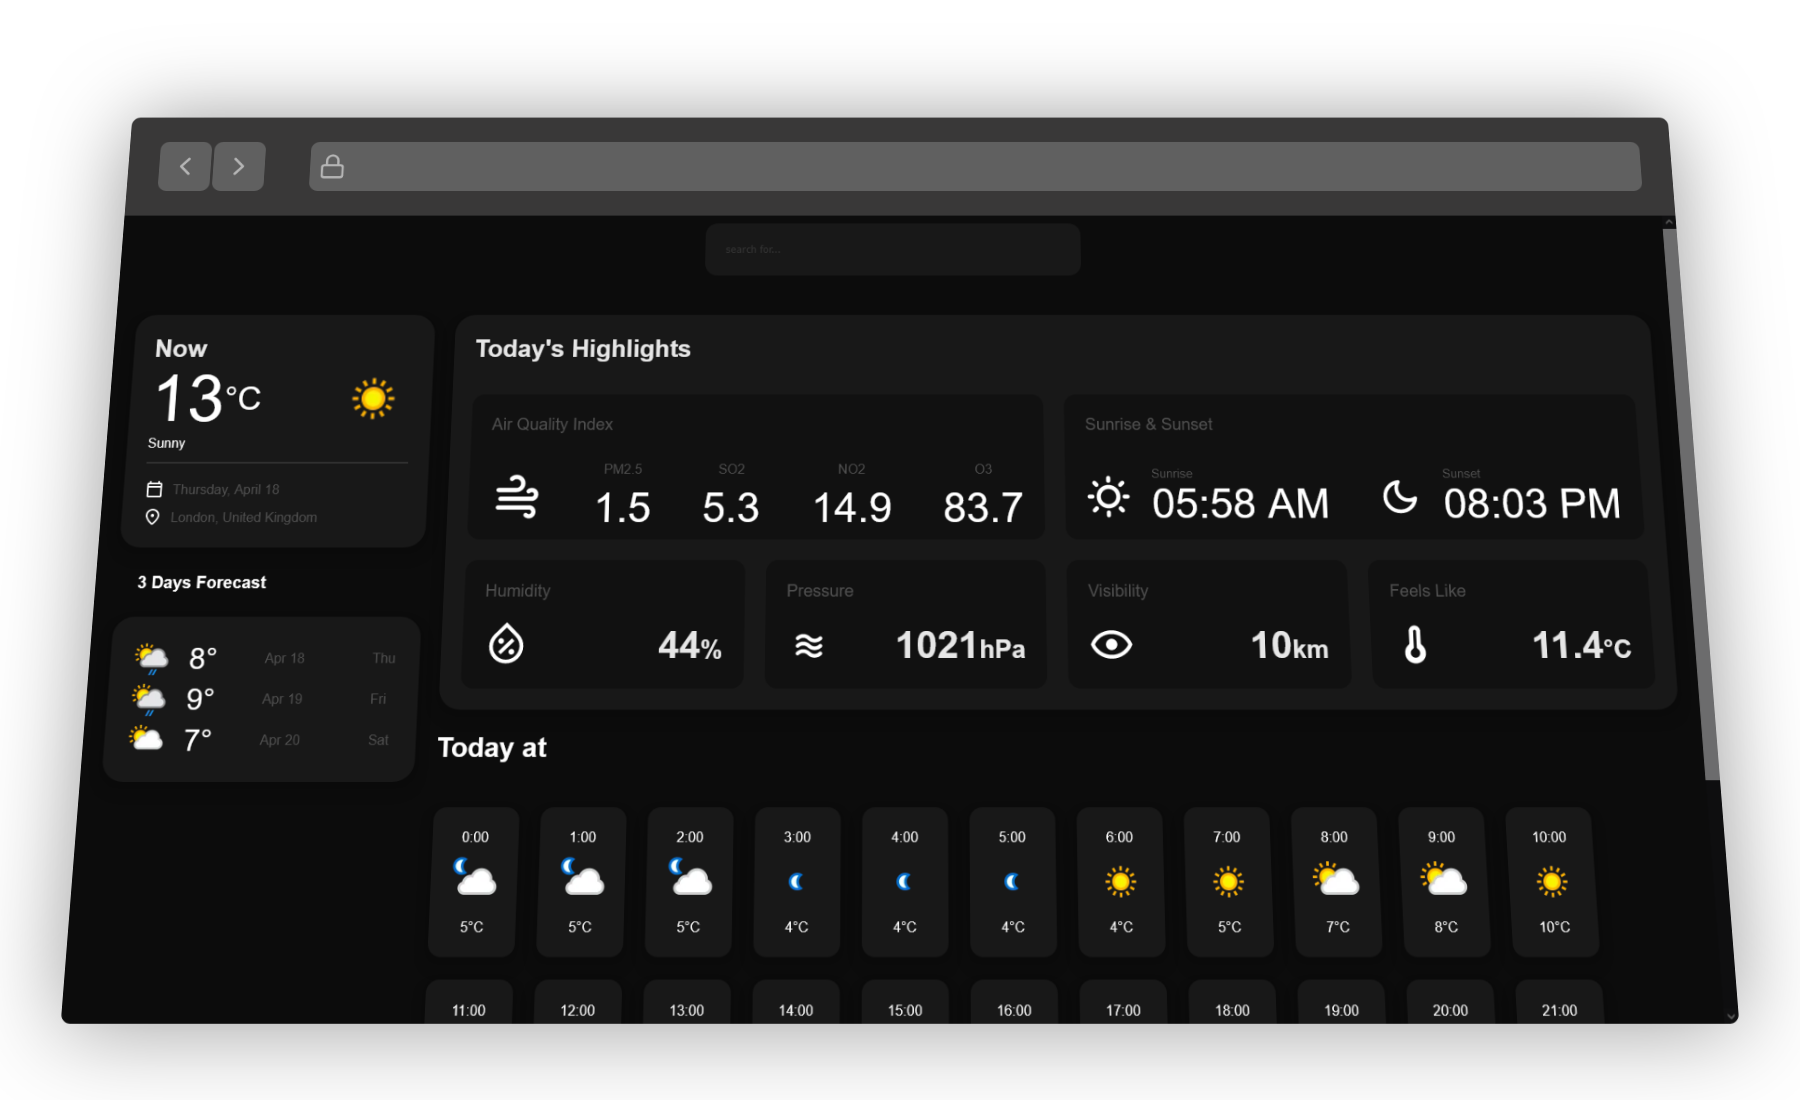 search for...
Now
13°C
Sunny
Thursday, April 18
London, United Kingdom
3 Days Forecast
8° Apr 18 Thu
9° Apr 19 Fri
7° Apr 20 Sat
Today's Highlights
Air Quality Index
PM2.5 SO2 NO2 O3
1.5 5.3 14.9 83.7
Sunrise & Sunset
Sunrise Sunset
05:58 AM 08:03 PM
Humidity
44%
Pressure
1021hPa
Visibility
10km
Feels Like
11.4°C
Today at
0:00 1:00 2:00 3:00 4:00 5:00 6:00 7:00 8:00 9:00 10:00
5°C 5°C 5°C 4°C 4°C 4°C 4°C 5°C 7°C 8°C 10°C
11:00 12:00 13:00 14:00 15:00 16:00 17:00 18:00 19:00 20:00 21:00